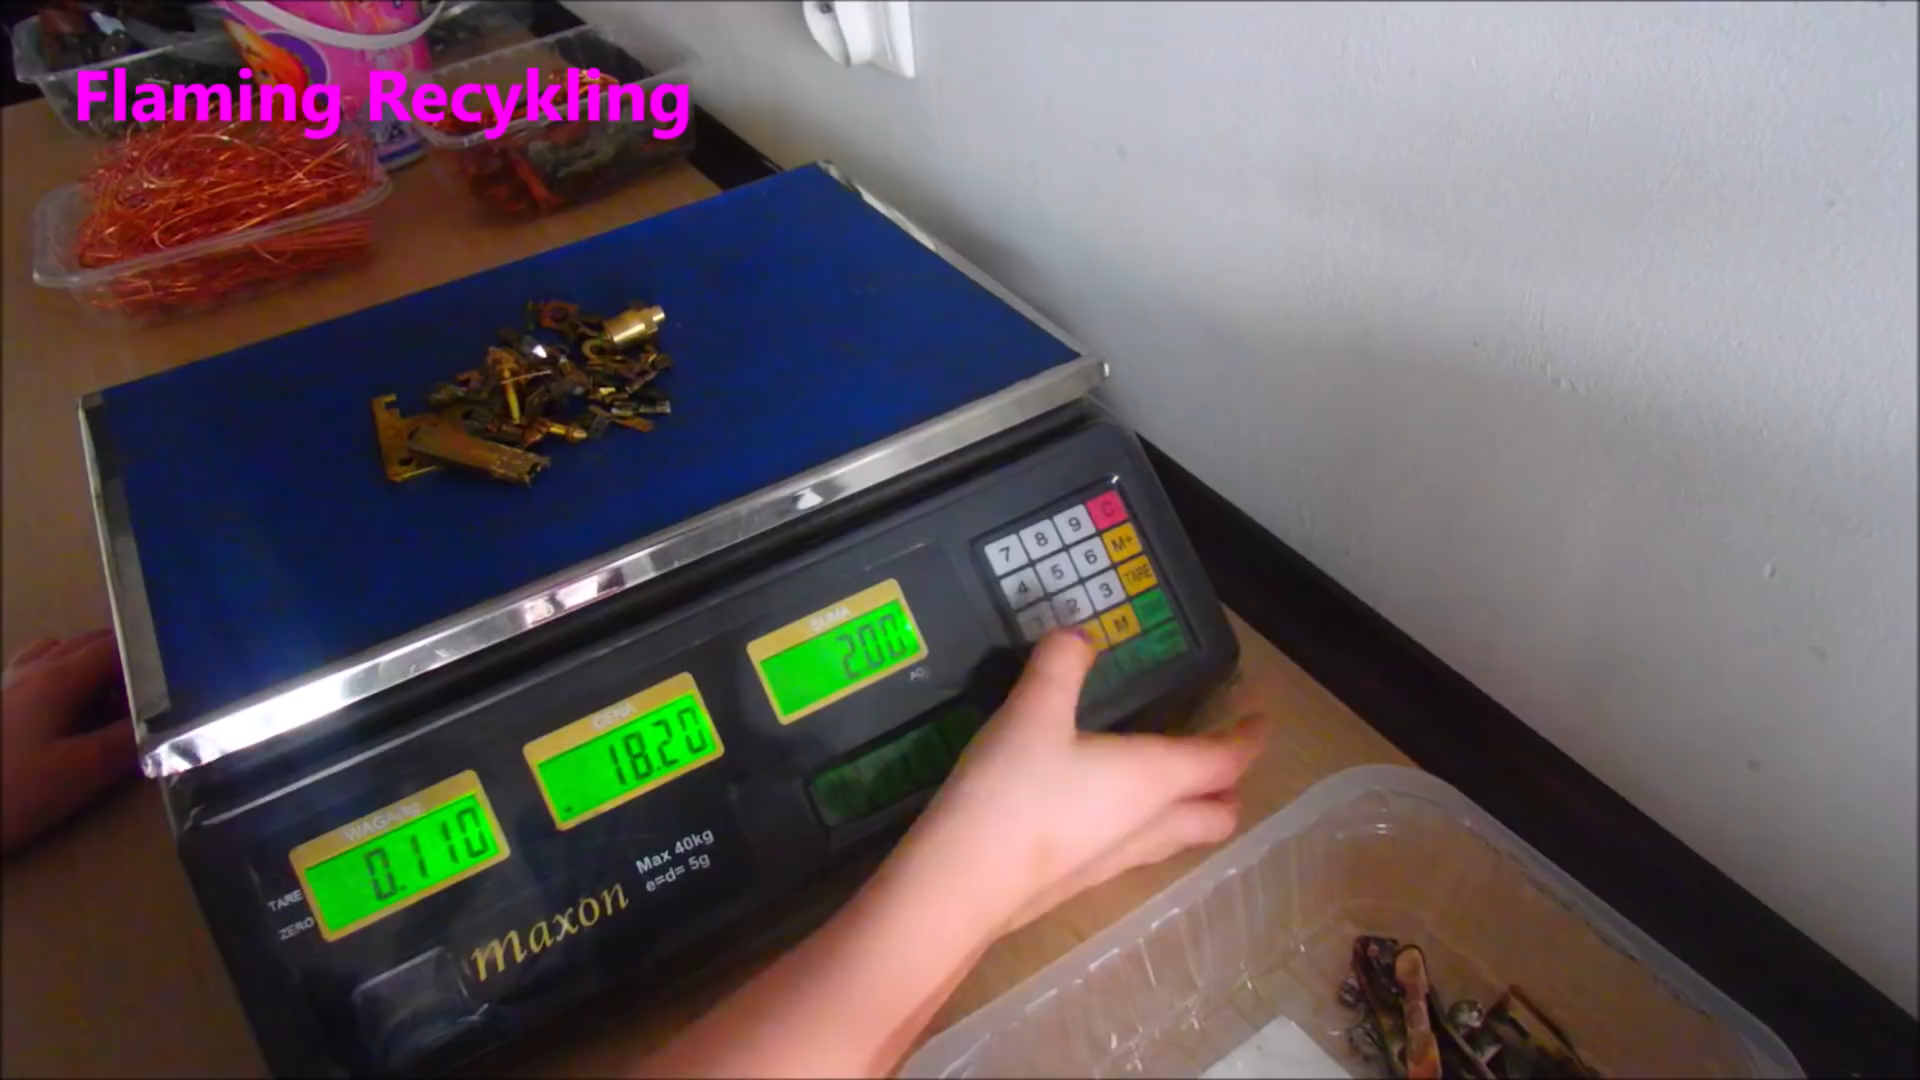 Flaming Recykling
7 8 9 C
4 5 6 M+
2 3 TARE
M
SUMA
2.00
CENA
18.20
WAGA/kg
0.110
TARE
ZERO
Max 40kg
e=d= 5g
maxon